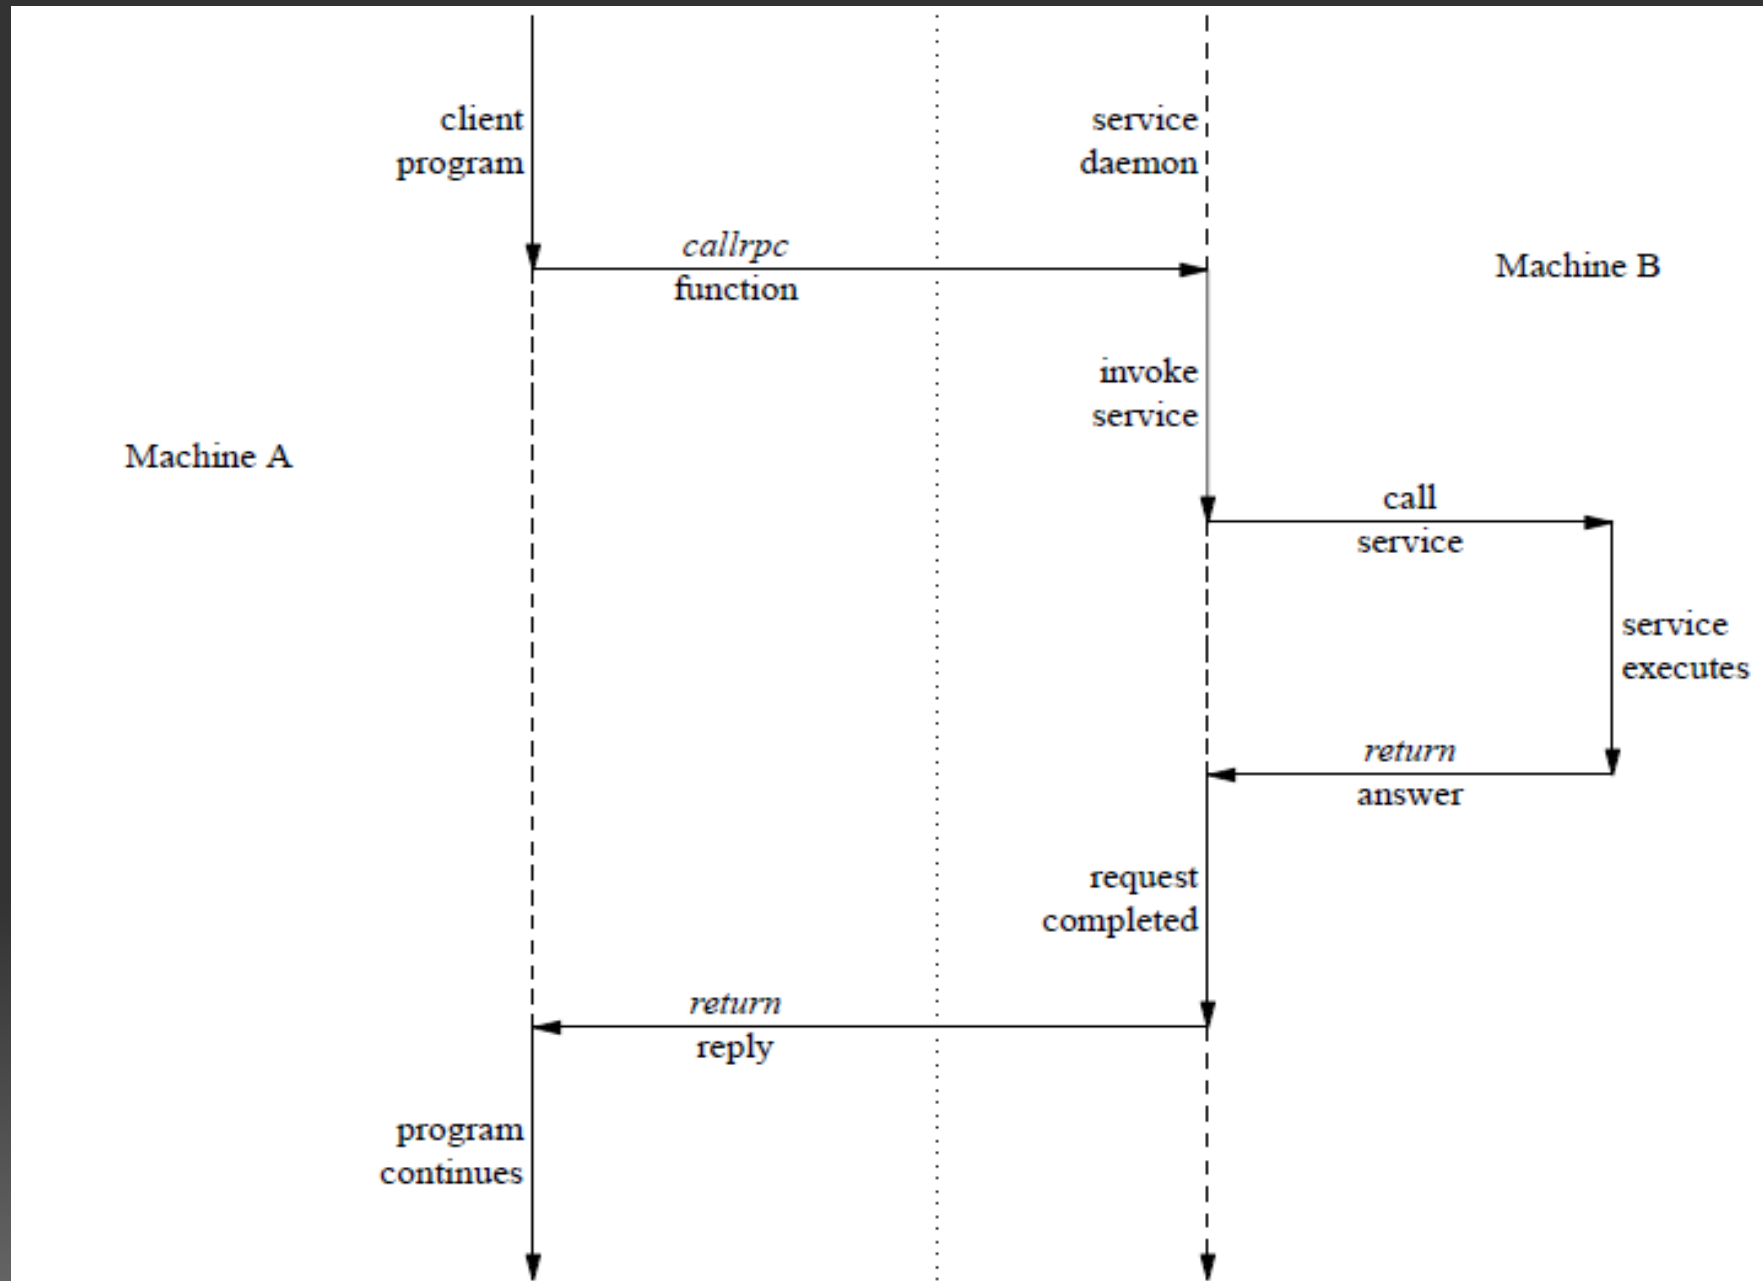 client
program
service
daemon
callrpc
function
Machine B
invoke
service
Machine A
call
service
service
executes
return
answer
request
completed
return
reply
program
continues